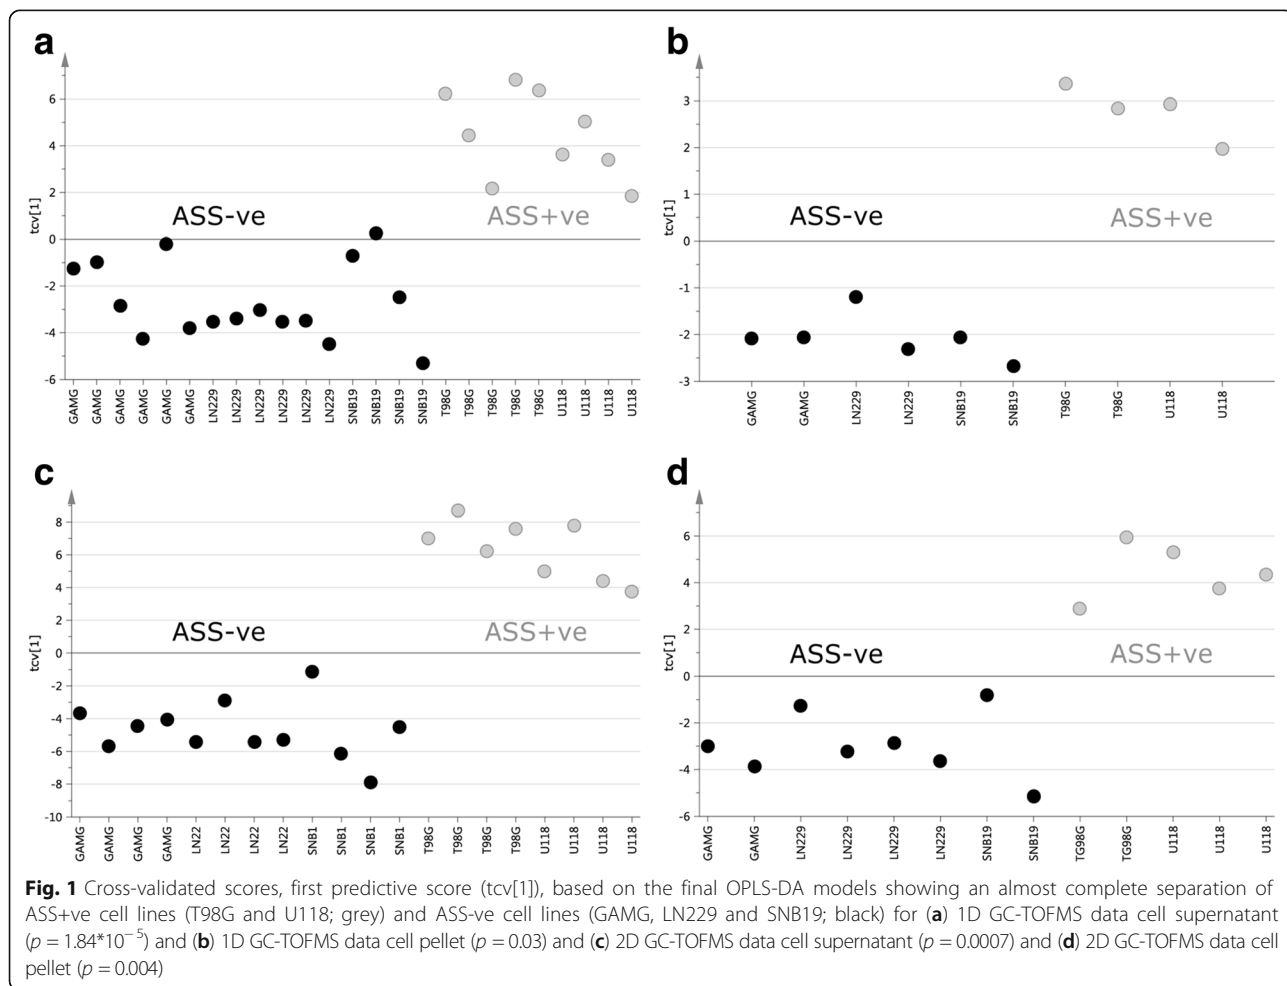 a
tcv[1]
6
4
2
0
-2
-4
-6
ASS-ve
ASS+ve
GAMG GAMG GAMG GAMG GAMG GAMG LN229 LN229 LN229 LN229 LN229 LN229 SNB19 SNB19 SNB19 SNB19 T98G T98G T98G T98G T98G U118 U118 U118 U118
b
tcv[1]
3
2
1
0
-1
-2
-3
ASS-ve
ASS+ve
GAMG GAMG LN229 LN229 SNB19 SNB19 T98G T98G U118 U118
c
tcv[1]
8
6
4
2
0
-2
-4
-6
-8
-10
ASS-ve
ASS+ve
GAMG GAMG GAMG GAMG LN22 LN22 LN22 LN22 SNB1 SNB1 SNB1 SNB1 T98G T98G T98G T98G U118 U118 U118 U118
d
tcv[1]
6
4
2
0
-2
-4
-6
ASS-ve
ASS+ve
GAMG GAMG LN229 LN229 LN229 LN229 SNB19 SNB19 TG98G TG98G U118 U118 U118
Fig. 1 Cross-validated scores, first predictive score (tcv[1]), based on the final OPLS-DA models showing an almost complete separation of
ASS+ve cell lines (T98G and U118; grey) and ASS-ve cell lines (GAMG, LN229 and SNB19; black) for (a) 1D GC-TOFMS data cell supernatant
(p = 1.84*10⁻⁵) and (b) 1D GC-TOFMS data cell pellet (p = 0.03) and (c) 2D GC-TOFMS data cell supernatant (p = 0.0007) and (d) 2D GC-TOFMS data cell
pellet (p = 0.004)